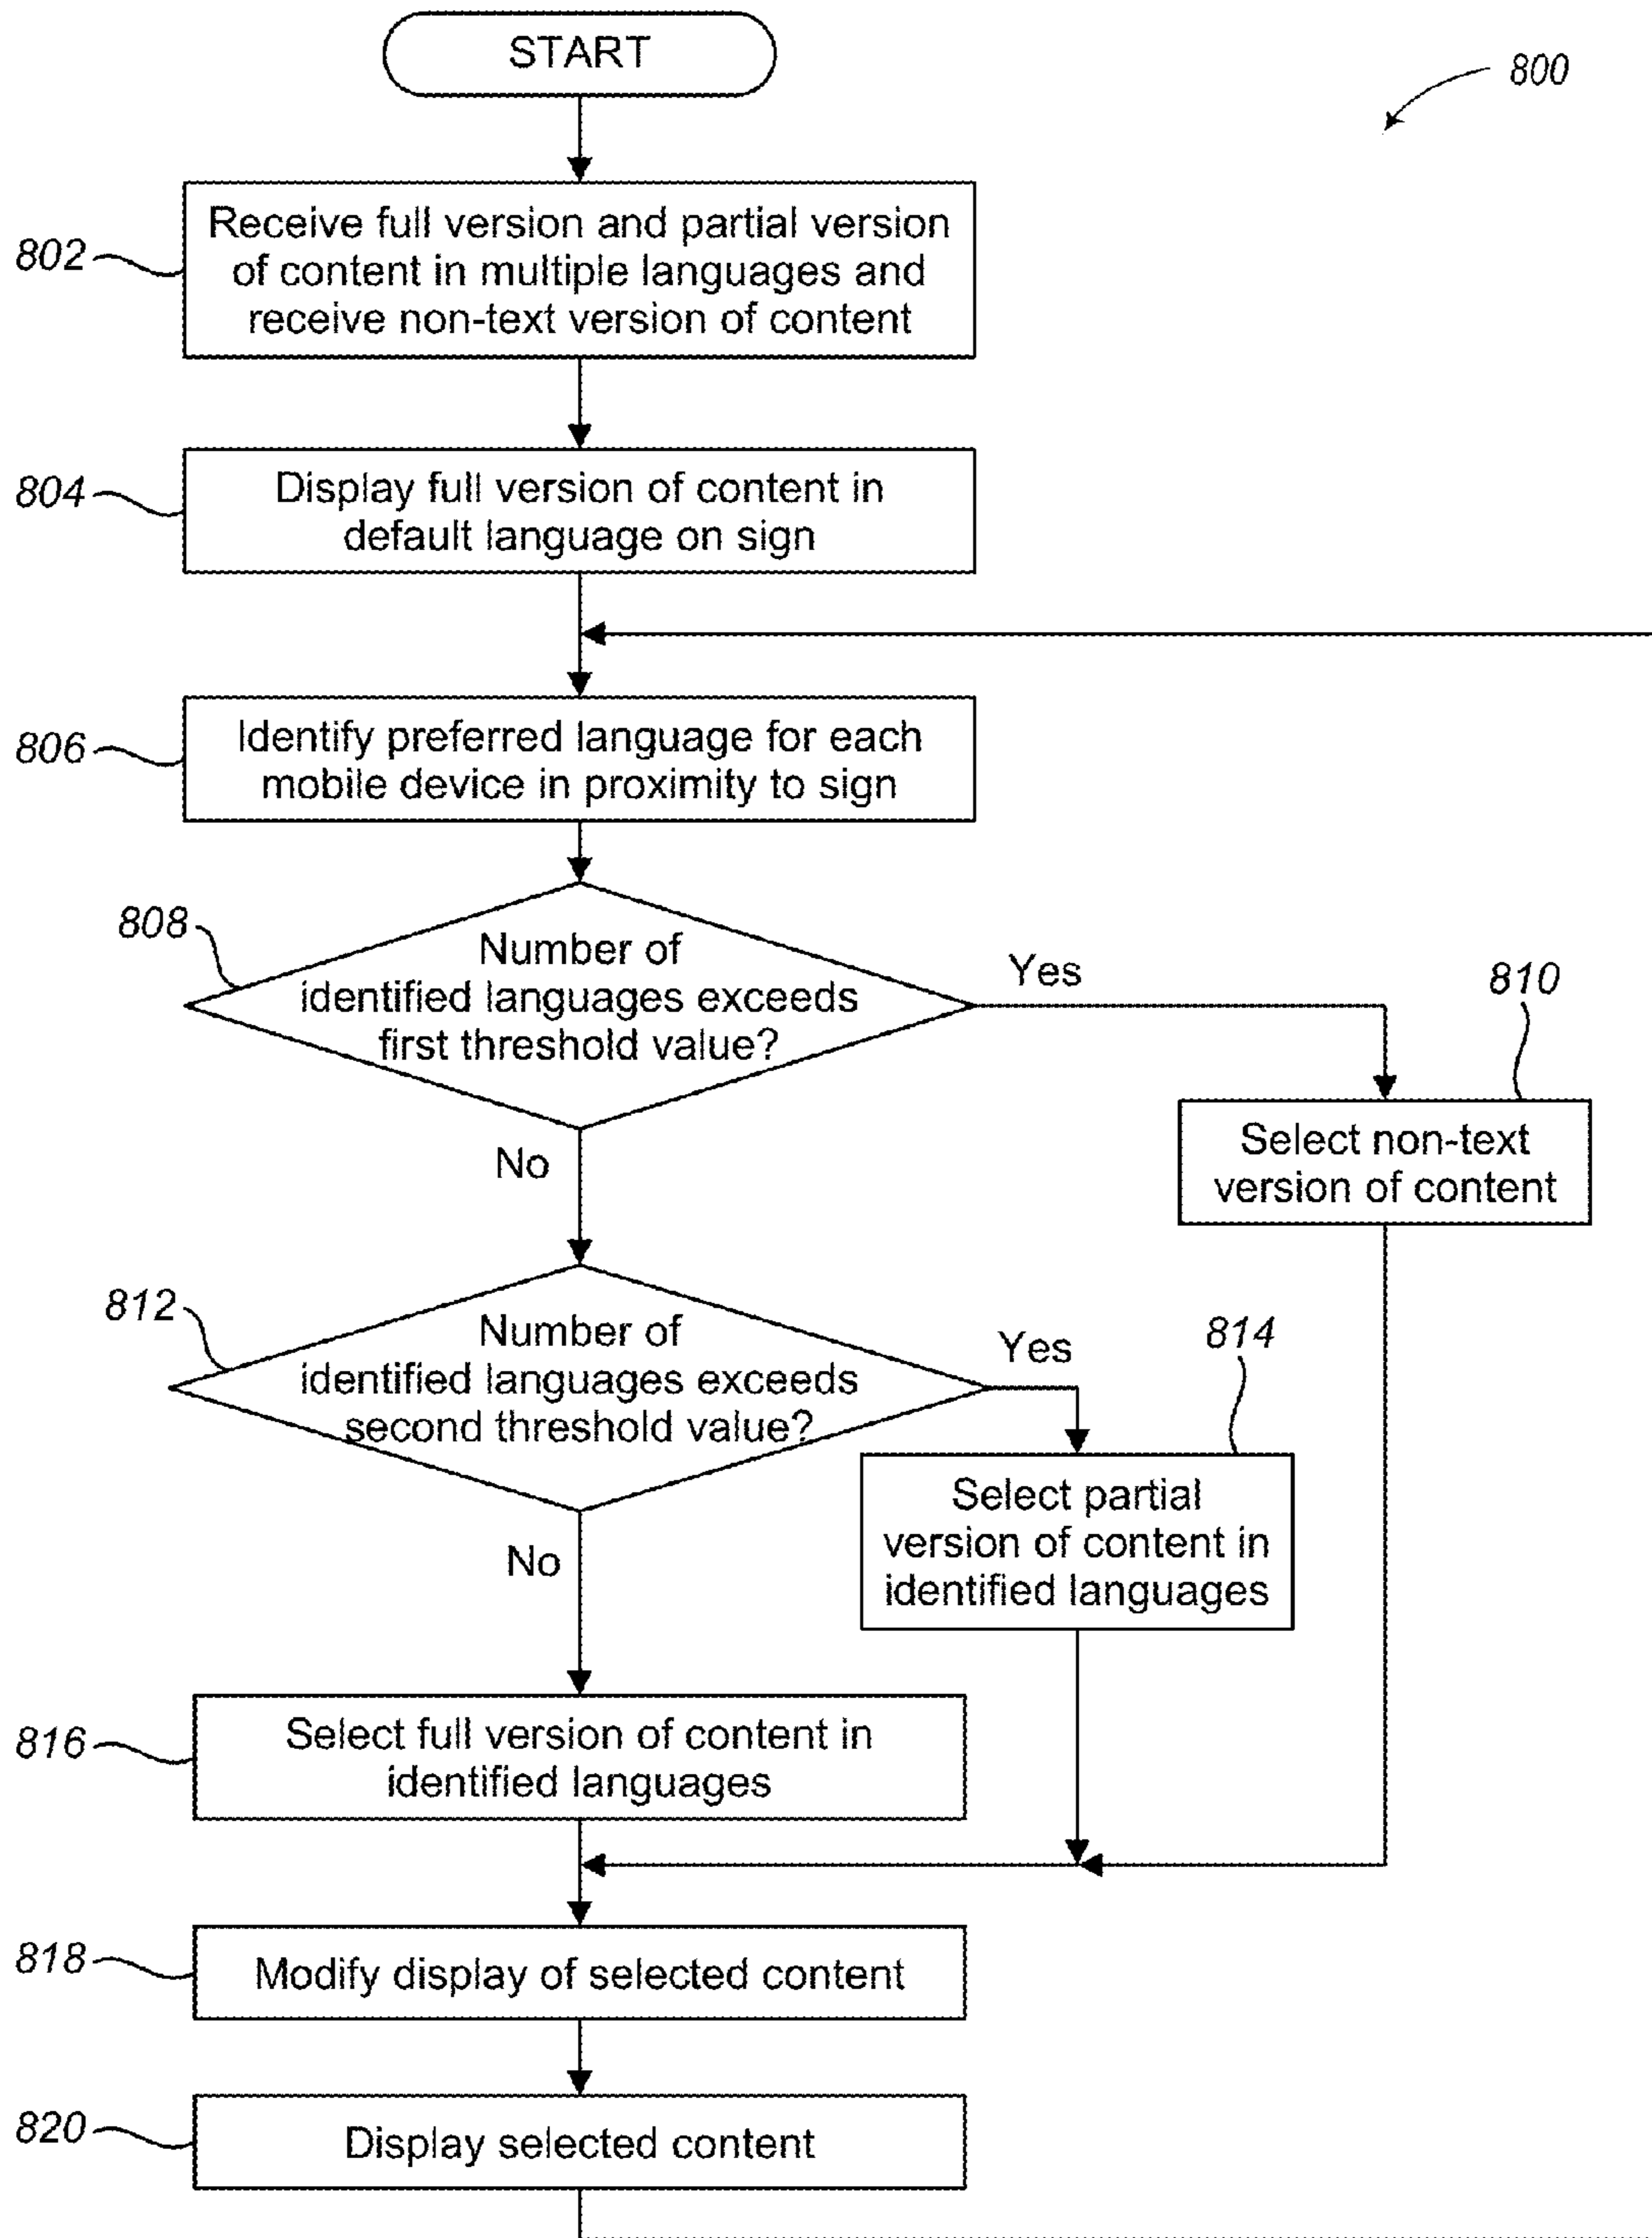 START
800
802
Receive full version and partial version
of content in multiple languages and
receive non-text version of content
804
Display full version of content in
default language on sign
806
Identify preferred language for each
mobile device in proximity to sign
808
Number of
identified languages exceeds
first threshold value?
Yes
810
Select non-text
version of content
No
812
Number of
identified languages exceeds
second threshold value?
Yes
814
Select partial
version of content in
identified languages
No
816
Select full version of content in
identified languages
818
Modify display of selected content
820
Display selected content